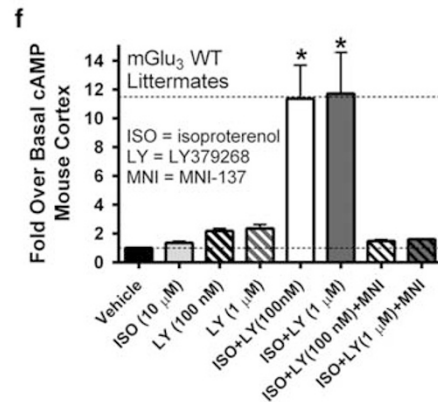 f
mGlu₃ WT
Littermates
ISO = isoproterenol
LY = LY379268
MNI = MNI-137
Fold Over Basal cAMP
Mouse Cortex
14
12
10
8
6
4
2
0
*
*
Vehicle
ISO (10 μM)
LY (100 nM)
LY (1 μM)
ISO+LY(100nM)
ISO+LY (1 μM)
ISO+LY(100 nM)+MNI
ISO+LY(1 μM)+MNI